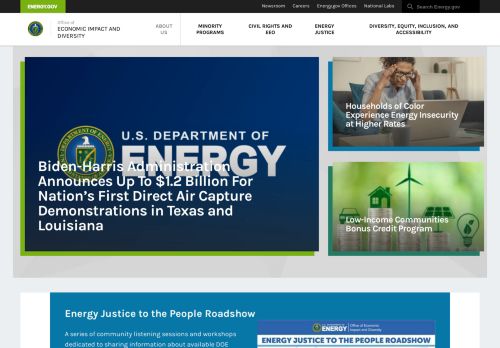 ENERGY.GOV
Newsroom Careers Energy.gov Offices National Labs Search Energy.gov
Office of
ECONOMIC IMPACT AND
DIVERSITY
ABOUT
US
MINORITY
PROGRAMS
CIVIL RIGHTS AND
EEO
ENERGY
JUSTICE
DIVERSITY, EQUITY, INCLUSION, AND
ACCESSIBILITY
U.S. DEPARTMENT OF
ENERGY
Biden-Harris Administration
Announces Up To $1.2 Billion For
Nation's First Direct Air Capture
Demonstrations in Texas and
Louisiana
Households of Color
Experience Energy Insecurity
at Higher Rates
Low-Income Communities
Bonus Credit Program
Energy Justice to the People Roadshow
A series of community listening sessions and workshops
dedicated to sharing information about available DOE
U.S. DEPARTMENT OF
ENERGY
Office of Economic
Impact and Diversity
ENERGY JUSTICE TO THE PEOPLE ROADSHOW